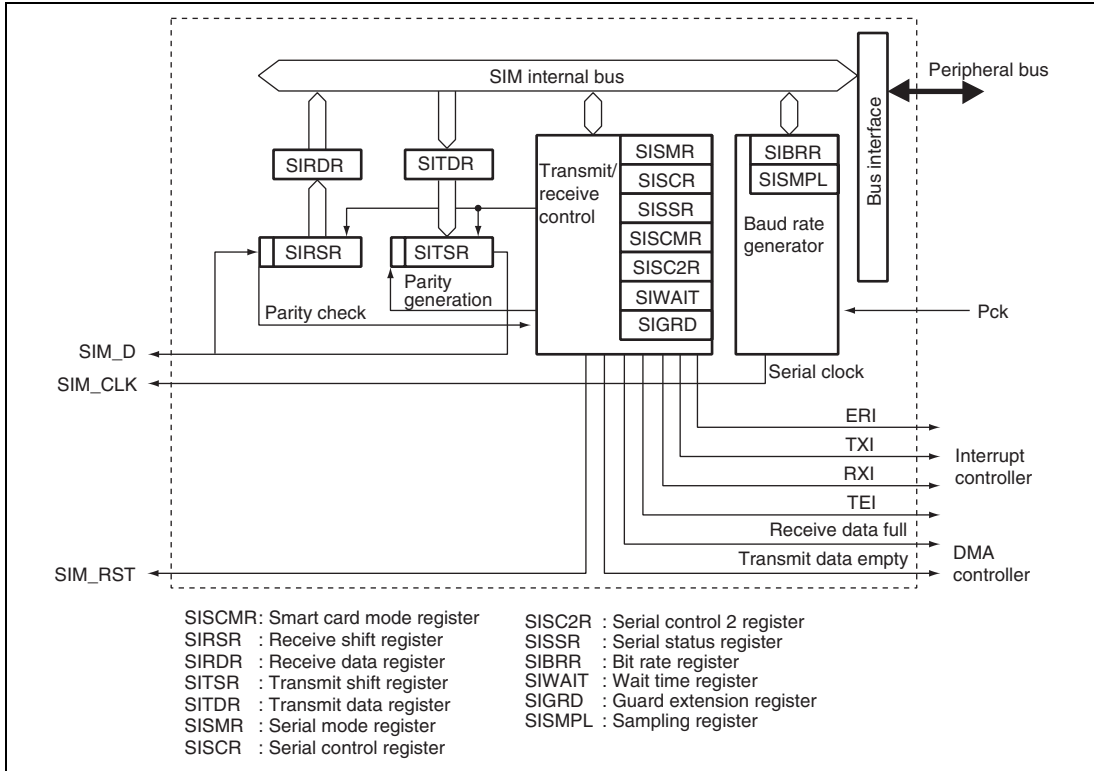 SIM internal bus
Peripheral bus
Bus interface
SIRDR
SITDR
Transmit/
receive
control
SISMR
SISCR
SISSR
SISCMR
SISC2R
SIWAIT
SIGRD
SIBRR
SISMPL
Baud rate
generator
SIRSR
SITSR
Parity
generation
Parity check
Pck
SIM_D
SIM_CLK
Serial clock
ERI
TXI
RXI
TEI
Interrupt
controller
Receive data full
Transmit data empty
DMA
controller
SIM_RST
SISCMR: Smart card mode register
SIRSR : Receive shift register
SIRDR : Receive data register
SITSR : Transmit shift register
SITDR : Transmit data register
SISMR : Serial mode register
SISCR : Serial control register
SISC2R : Serial control 2 register
SISSR : Serial status register
SIBRR : Bit rate register
SIWAIT : Wait time register
SIGRD : Guard extension register
SISMPL : Sampling register